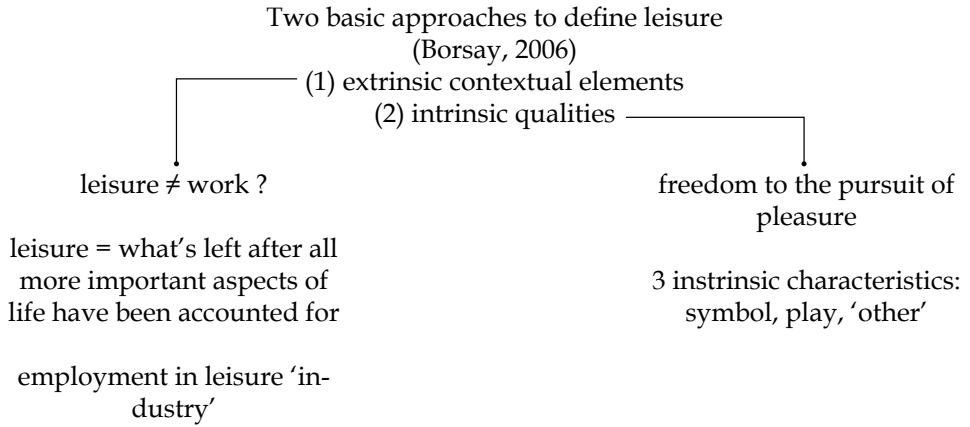 Two basic approaches to define leisure
(Borsay, 2006)
(1) extrinsic contextual elements
(2) intrinsic qualities
leisure ≠ work ?
leisure = what’s left after all
more important aspects of
life have been accounted for
employment in leisure ‘in-
dustry’
freedom to the pursuit of
pleasure
3 instrinsic characteristics:
symbol, play, ‘other’